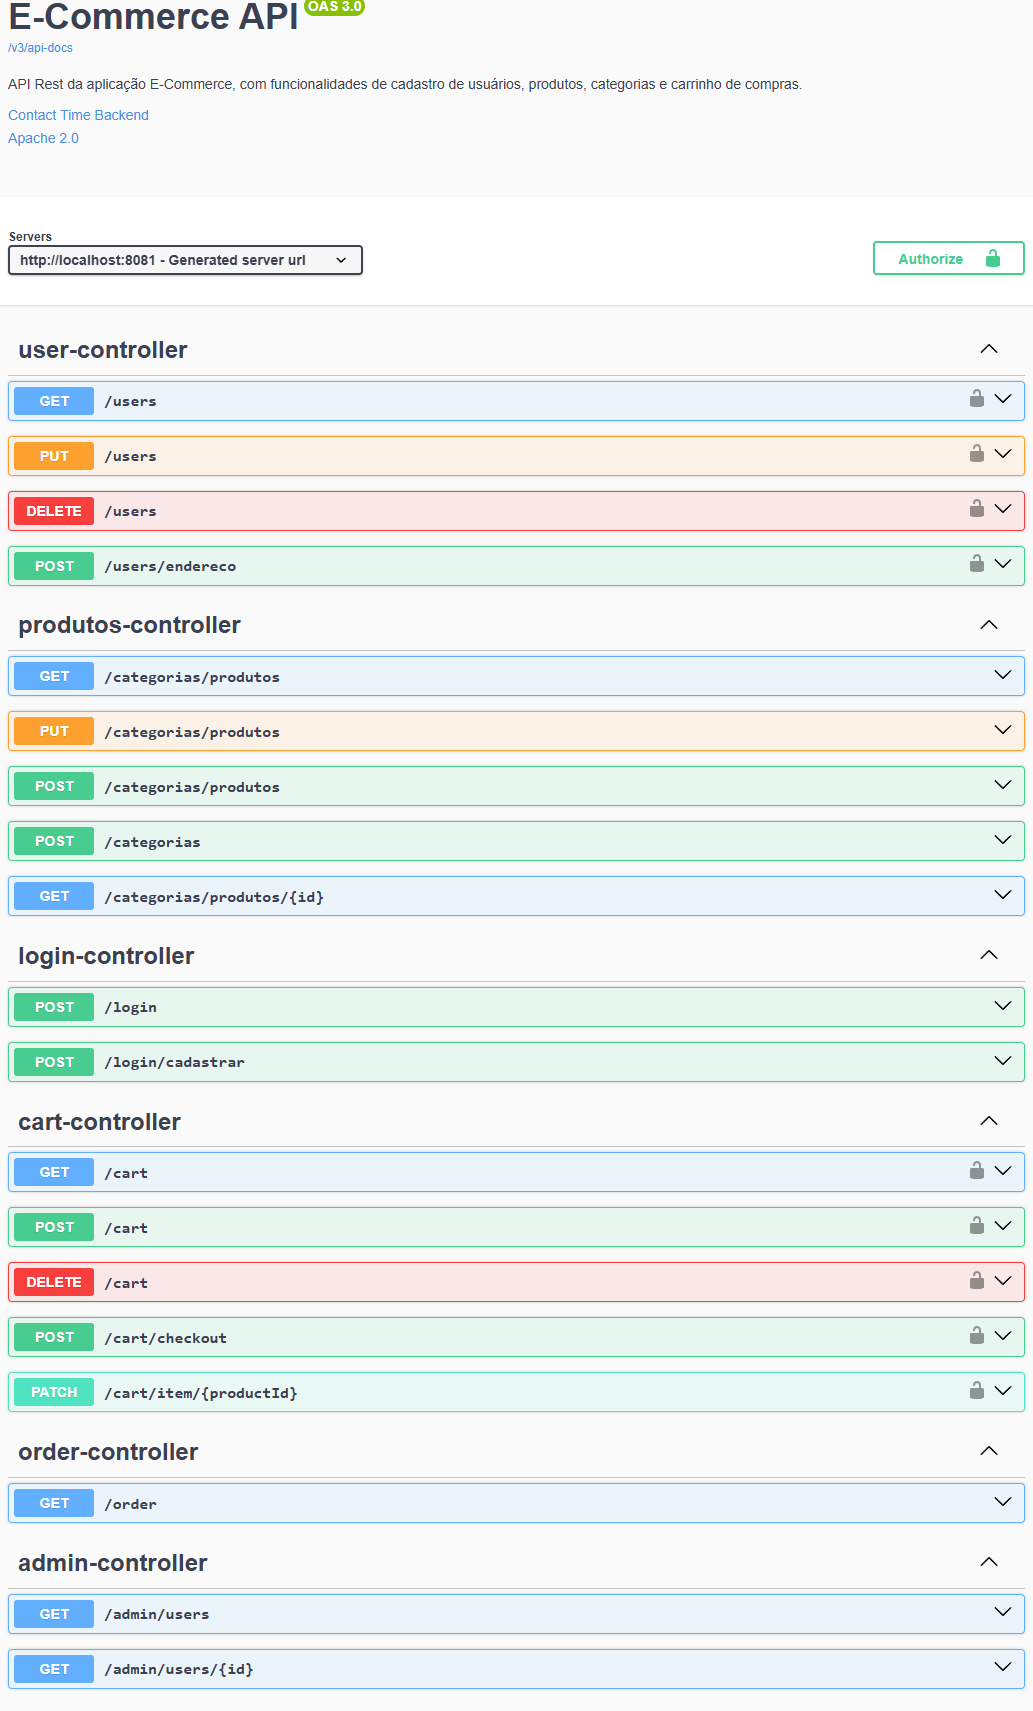 E-Commerce API OAS 3.0
/v3/api-docs
API Rest da aplicação E-Commerce, com funcionalidades de cadastro de usuários, produtos, categorias e carrinho de compras.
Contact Time Backend
Apache 2.0
Servers
http://localhost:8081 - Generated server url
Authorize
user-controller
GET /users
PUT /users
DELETE /users
POST /users/endereco
produtos-controller
GET /categorias/produtos
PUT /categorias/produtos
POST /categorias/produtos
POST /categorias
GET /categorias/produtos/{id}
login-controller
POST /login
POST /login/cadastrar
cart-controller
GET /cart
POST /cart
DELETE /cart
POST /cart/checkout
PATCH /cart/item/{productId}
order-controller
GET /order
admin-controller
GET /admin/users
GET /admin/users/{id}